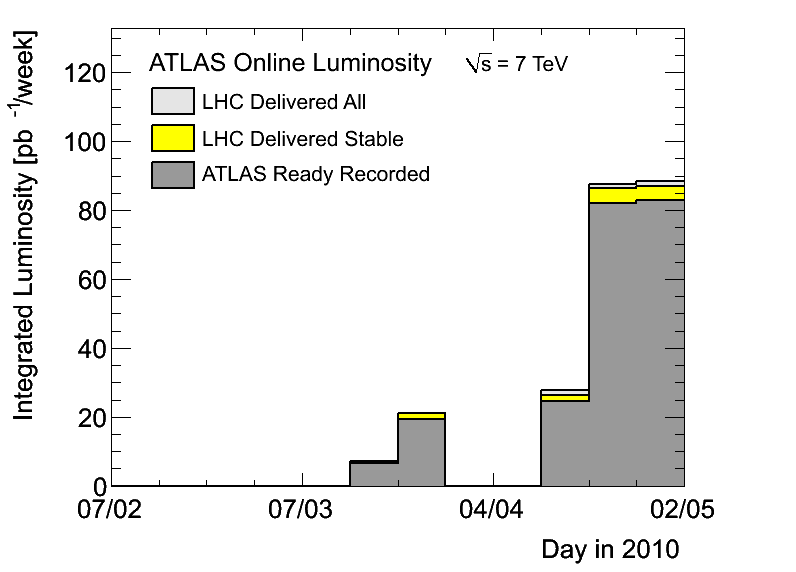 Integrated Luminosity [pb ⁻¹/week]
ATLAS Online Luminosity √s = 7 TeV
LHC Delivered All
LHC Delivered Stable
ATLAS Ready Recorded
120
100
80
60
40
20
0
07/02 07/03 04/04 02/05
Day in 2010